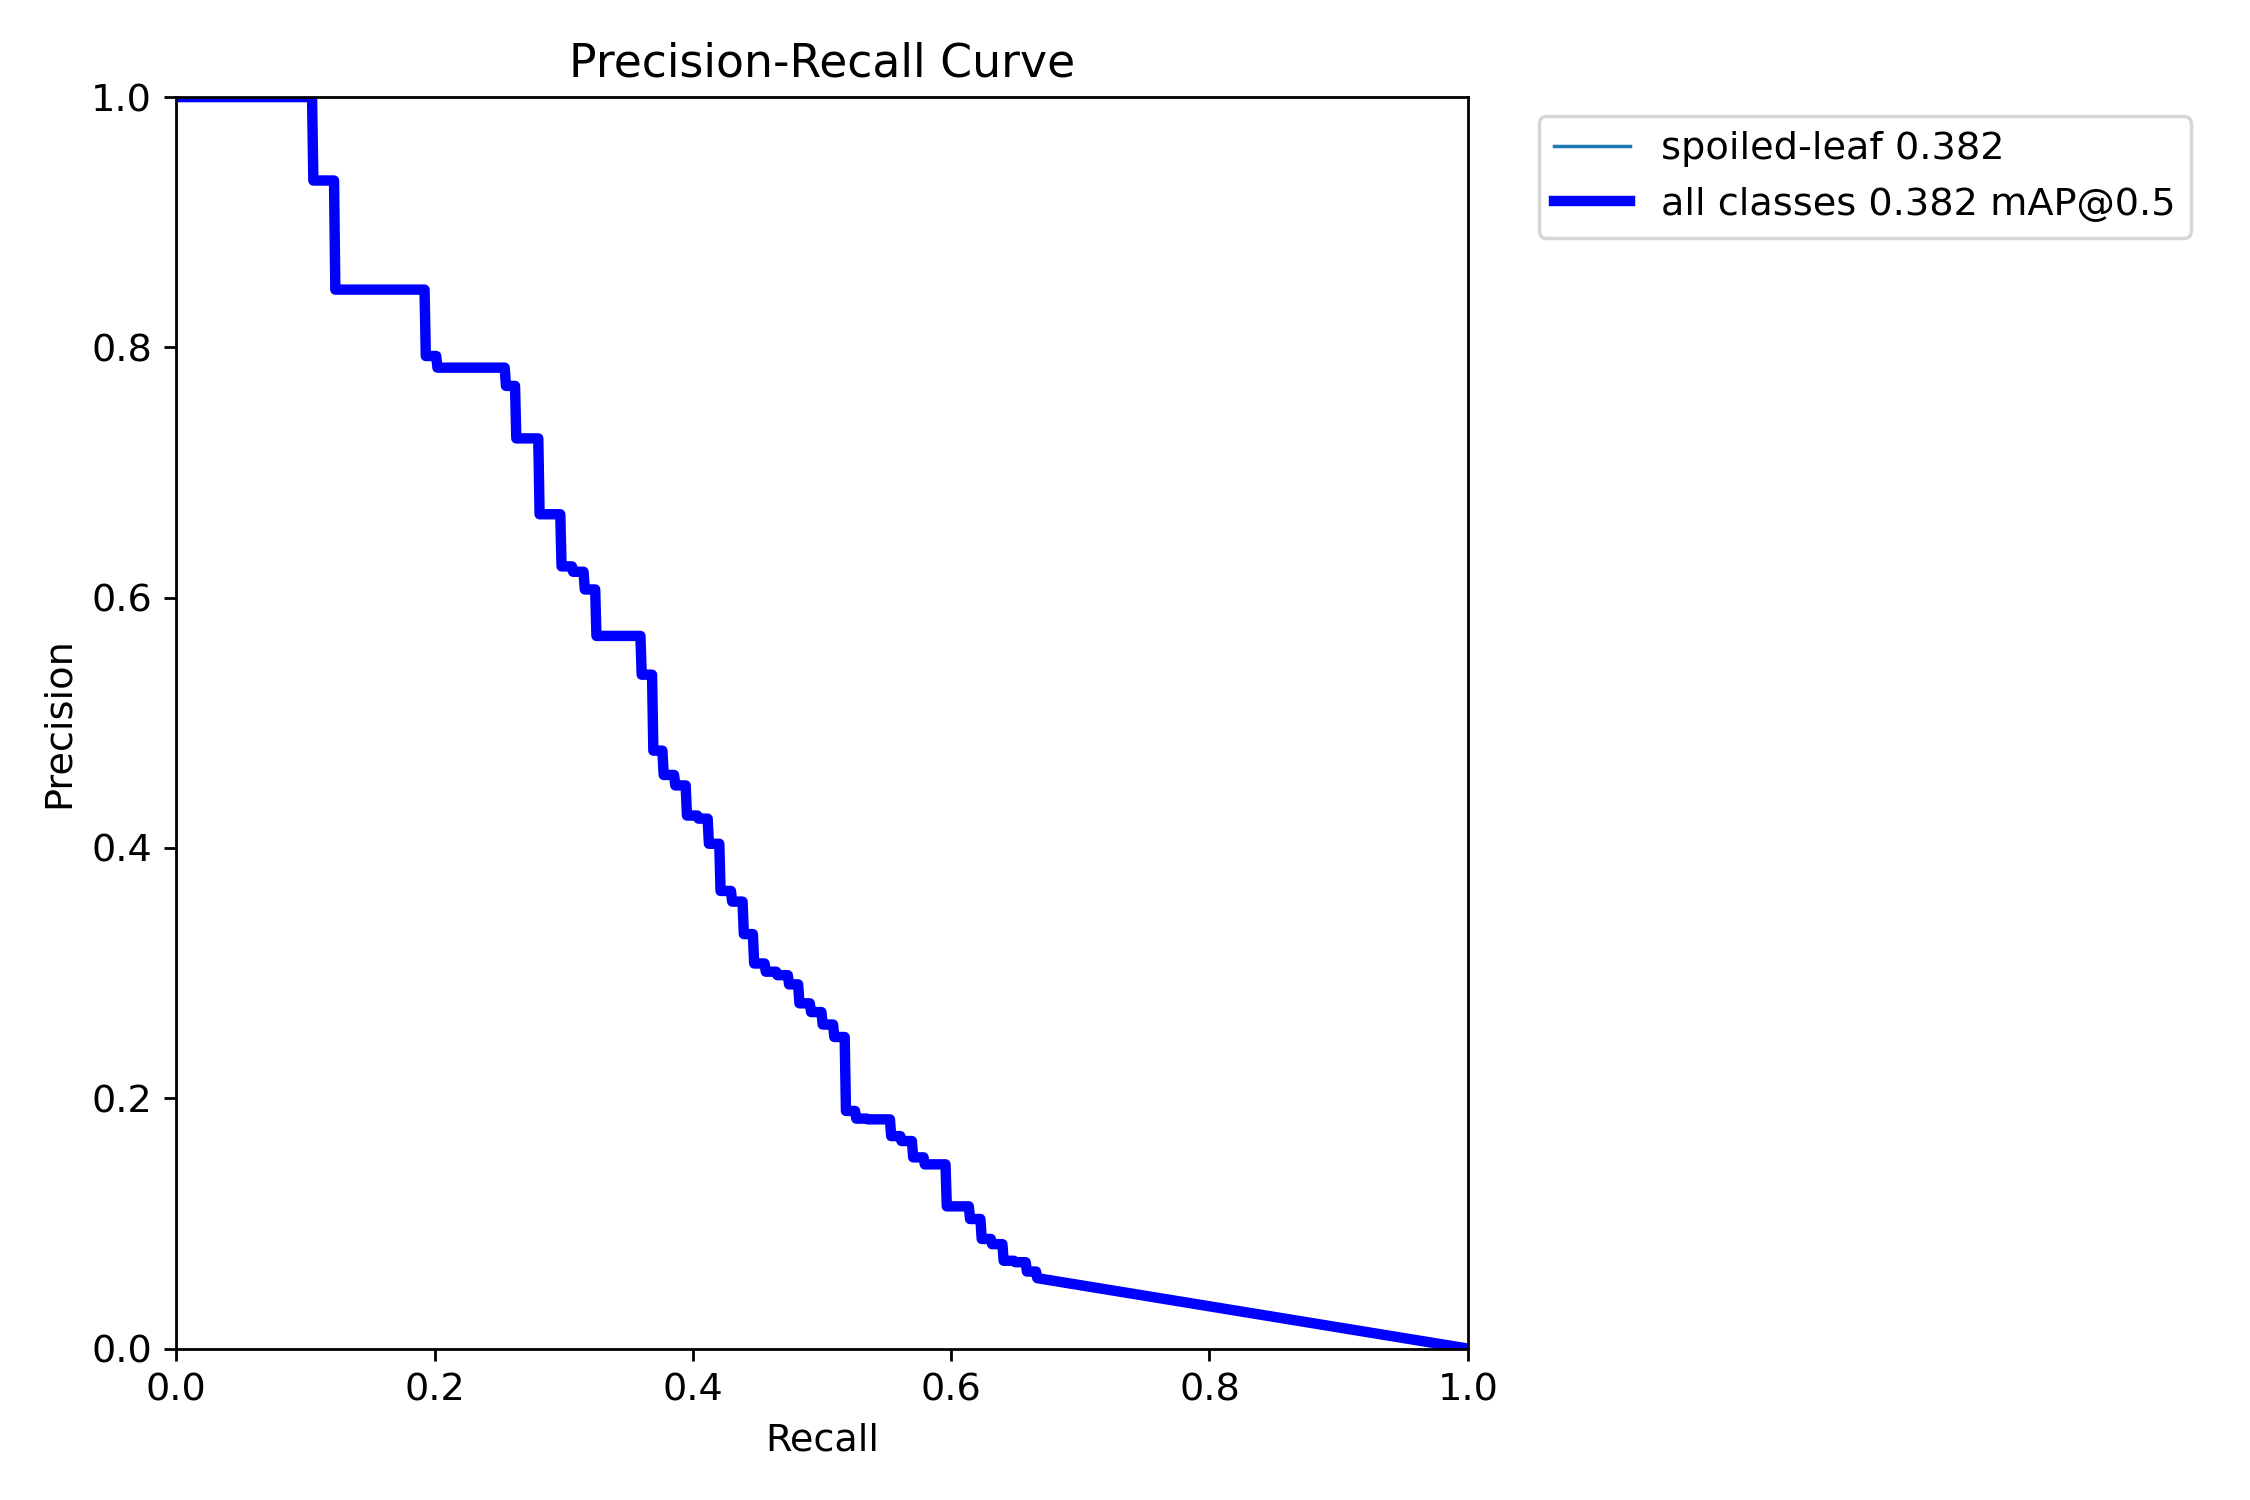 Precision-Recall Curve
spoiled-leaf 0.382
all classes 0.382 mAP@0.5
Precision
1.0
0.8
0.6
0.4
0.2
0.0
0.0 0.2 0.4 0.6 0.8 1.0
Recall